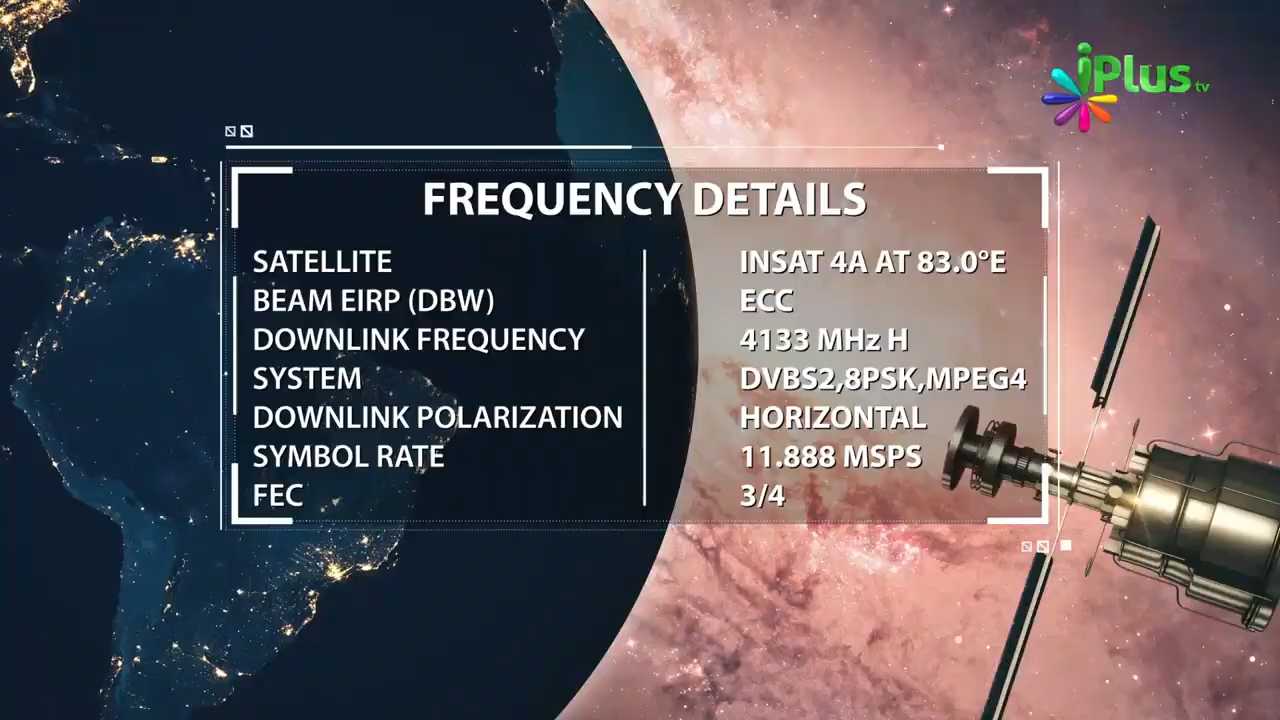 iPlus tv
FREQUENCY DETAILS
SATELLITE INSAT 4A AT 83.0°E
BEAM EIRP (DBW) ECC
DOWNLINK FREQUENCY 4133 MHz H
SYSTEM DVBS2,8PSK,MPEG4
DOWNLINK POLARIZATION HORIZONTAL
SYMBOL RATE 11.888 MSPS
FEC 3/4